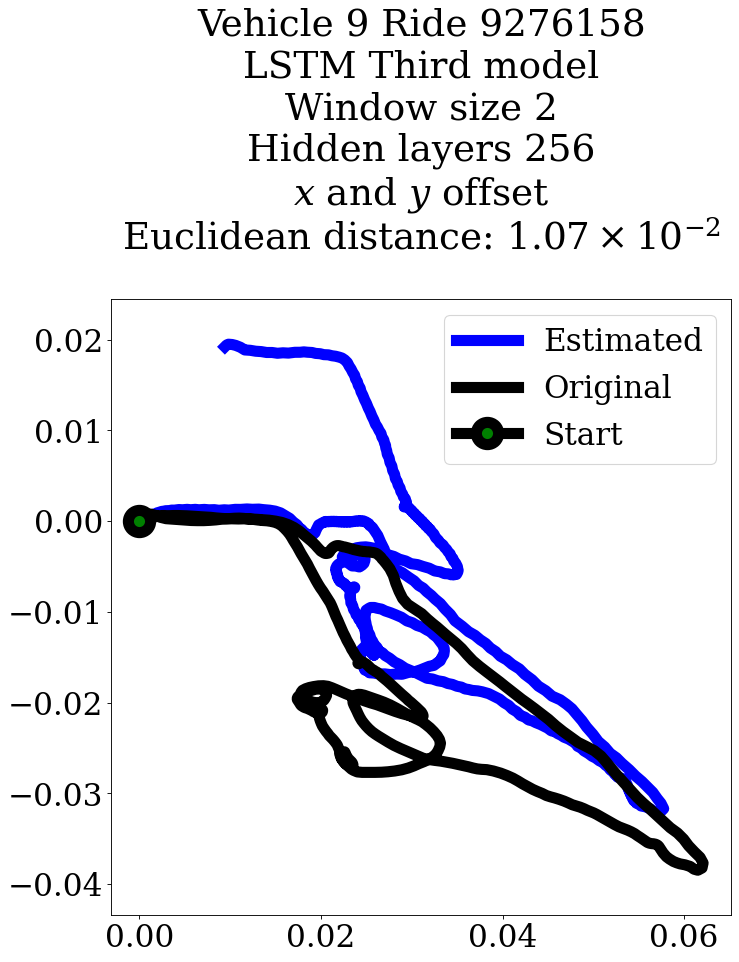 Vehicle 9 Ride 9276158
LSTM Third model
Window size 2
Hidden layers 256
x and y offset
Euclidean distance: 1.07 × 10⁻²
Estimated
Original
Start
0.02
0.01
0.00
−0.01
−0.02
−0.03
−0.04
0.00 0.02 0.04 0.06